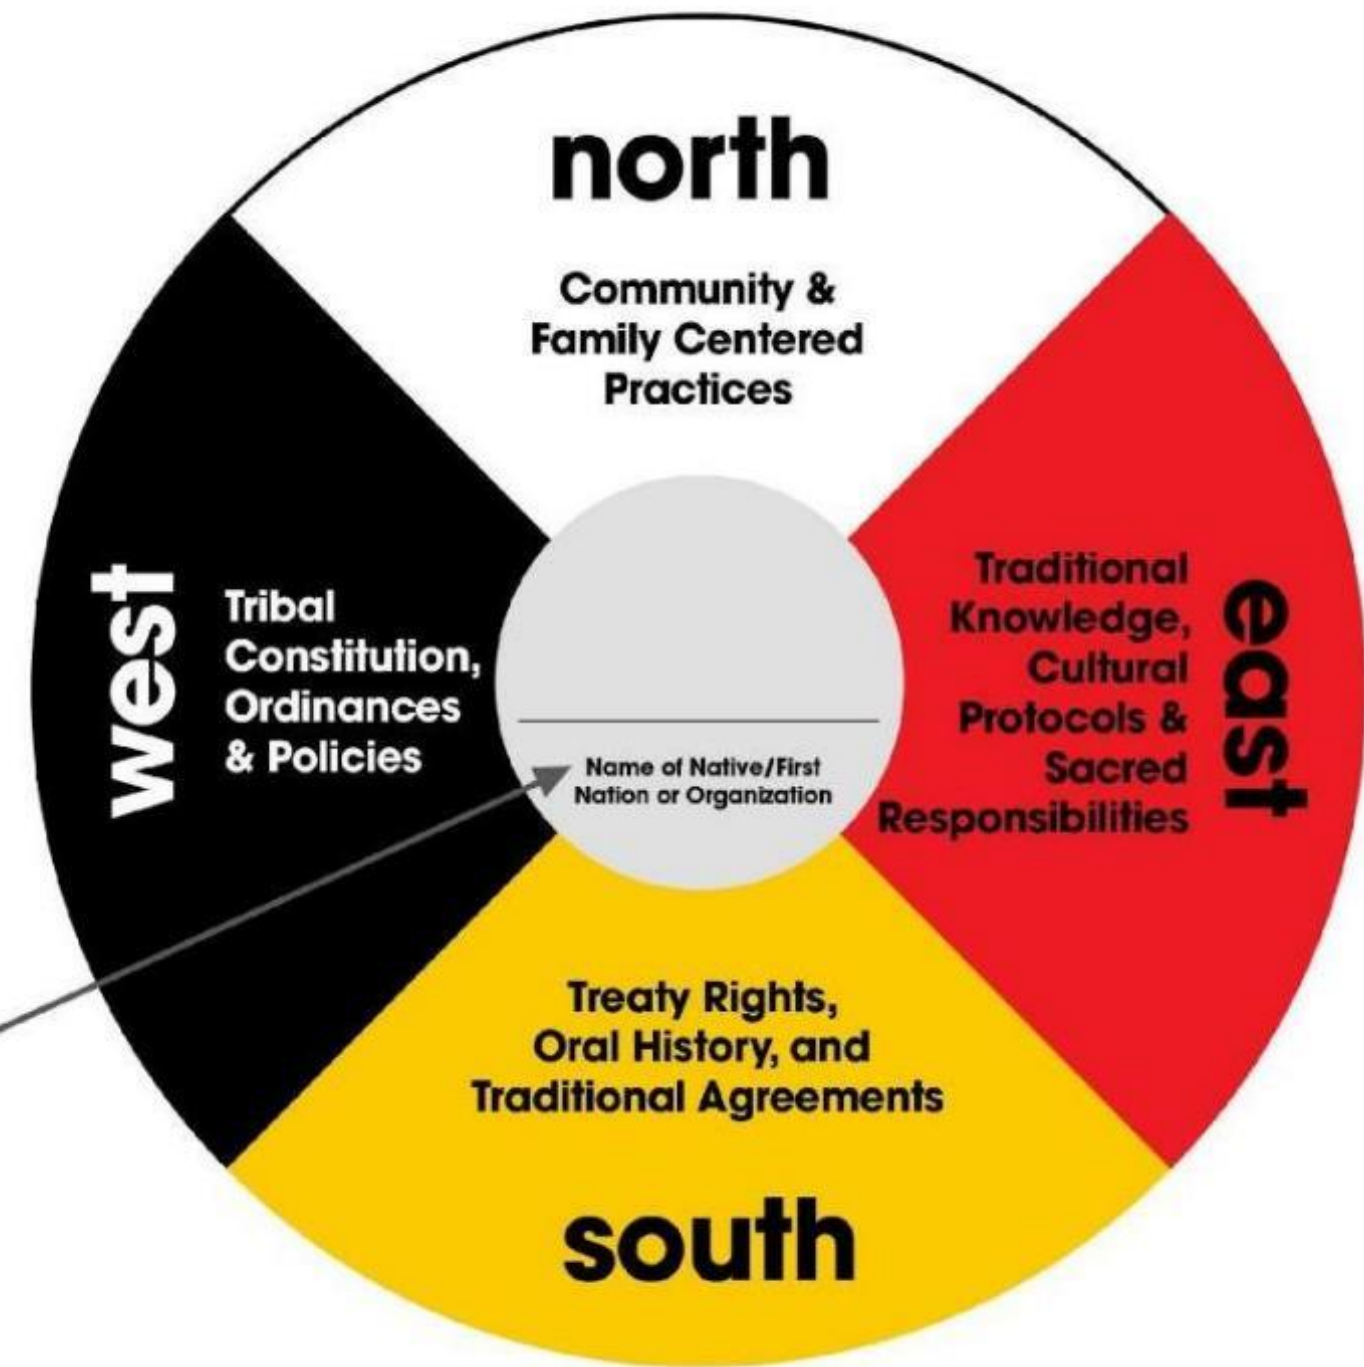 north
Community &
Family Centered
Practices
west
Tribal
Constitution,
Ordinances
& Policies
Name of Native/First
Nation or Organization
Traditional
Knowledge,
Cultural
Protocols &
Sacred
Responsibilities
east
Treaty Rights,
Oral History, and
Traditional Agreements
south